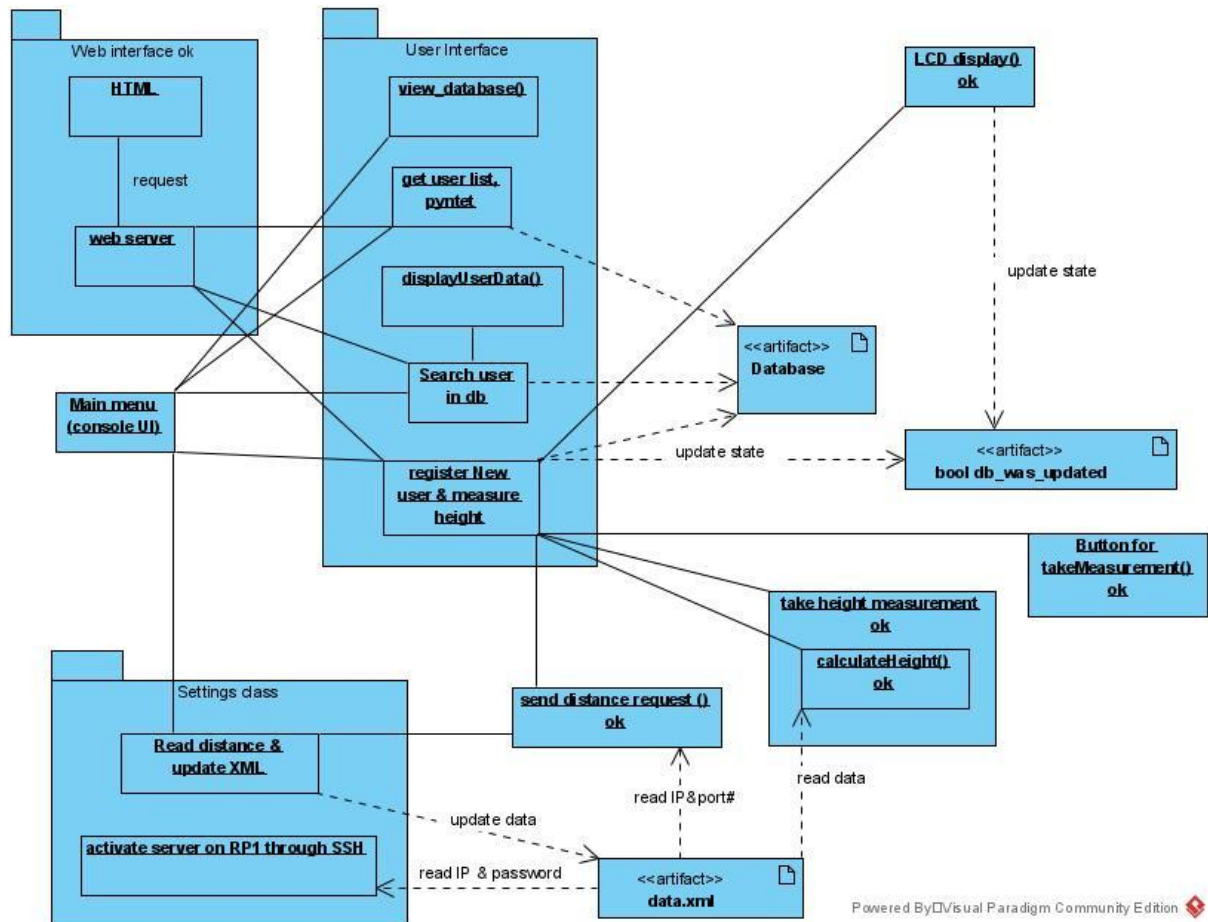 Web interface ok
HTML
request
web server
User Interface
view_database()
get user list,
pyntet
displayUserData()
Search user
in db
register New
user & measure
height
LCD display()
ok
update state
<<artifact>>
Database
Main menu
(console UI)
update state
<<artifact>>
bool db_was_updated
Button for
takeMeasurement()
ok
take height measurement
ok
calculateHeight()
ok
Settings class
Read distance &
update XML
activate server on RP1 through SSH
send distance request ()
ok
read IP&port#
read data
update data
read IP & password
<<artifact>>
data.xml
Powered By□Visual Paradigm Community Edition